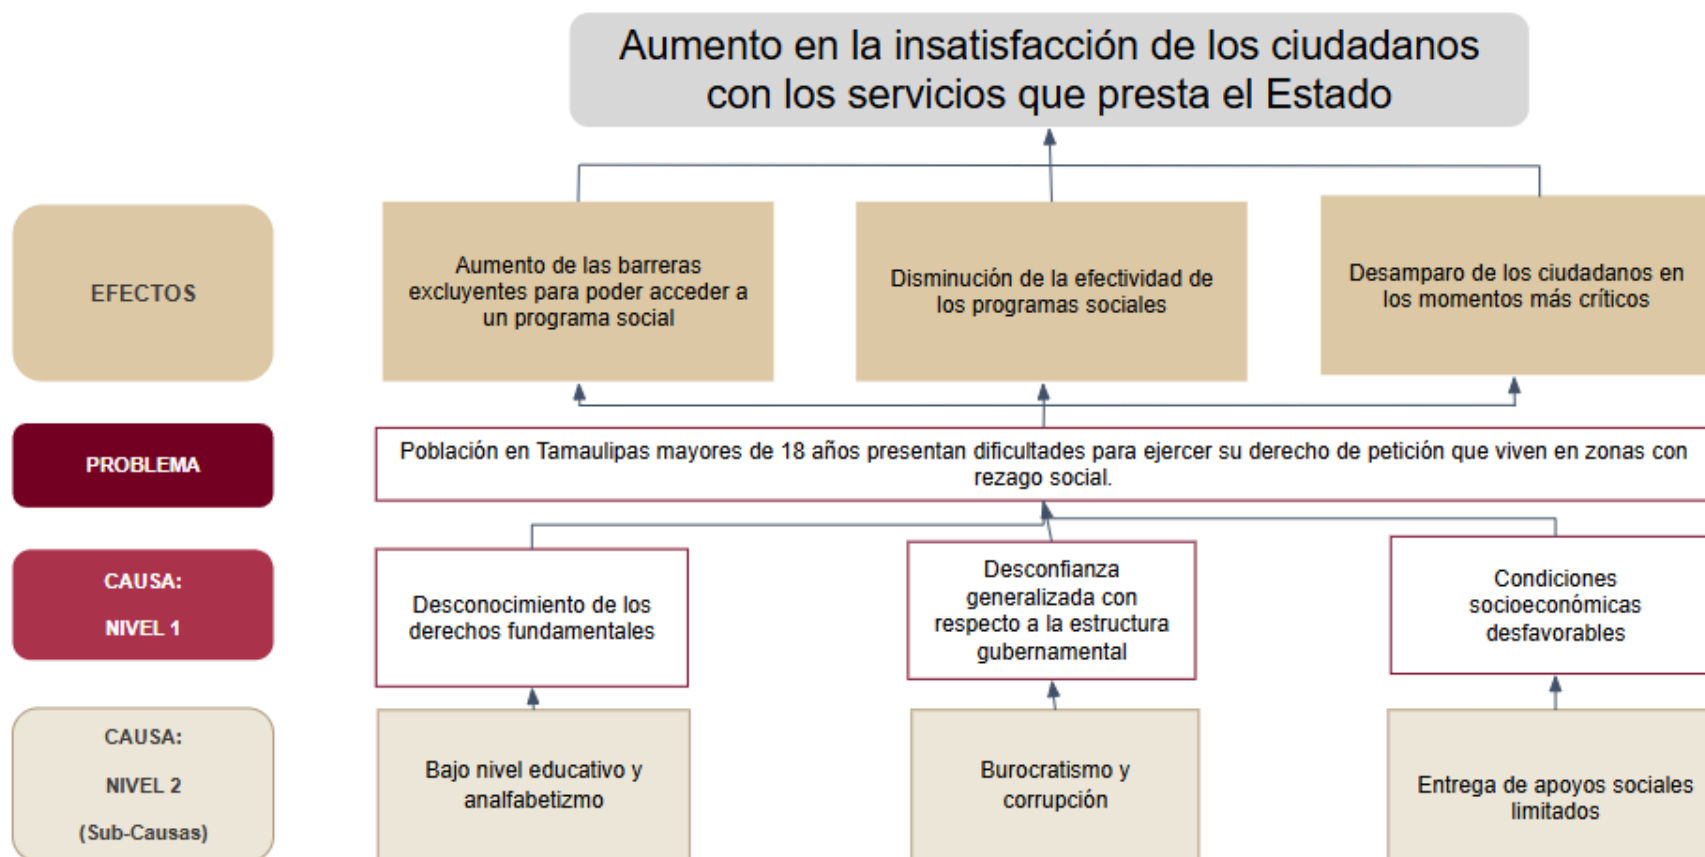 Aumento en la insatisfacción de los ciudadanos
con los servicios que presta el Estado
EFECTOS
Aumento de las barreras
excluyentes para poder acceder a
un programa social
Disminución de la efectividad de
los programas sociales
Desamparo de los ciudadanos en
los momentos más críticos
PROBLEMA
Población en Tamaulipas mayores de 18 años presentan dificultades para ejercer su derecho de petición que viven en zonas con
rezago social.
CAUSA:
NIVEL 1
Desconocimiento de los
derechos fundamentales
Desconfianza
generalizada con
respecto a la estructura
gubernamental
Condiciones
socioeconómicas
desfavorables
CAUSA:
NIVEL 2
(Sub-Causas)
Bajo nivel educativo y
analfabetizmo
Burocratismo y
corrupción
Entrega de apoyos sociales
limitados